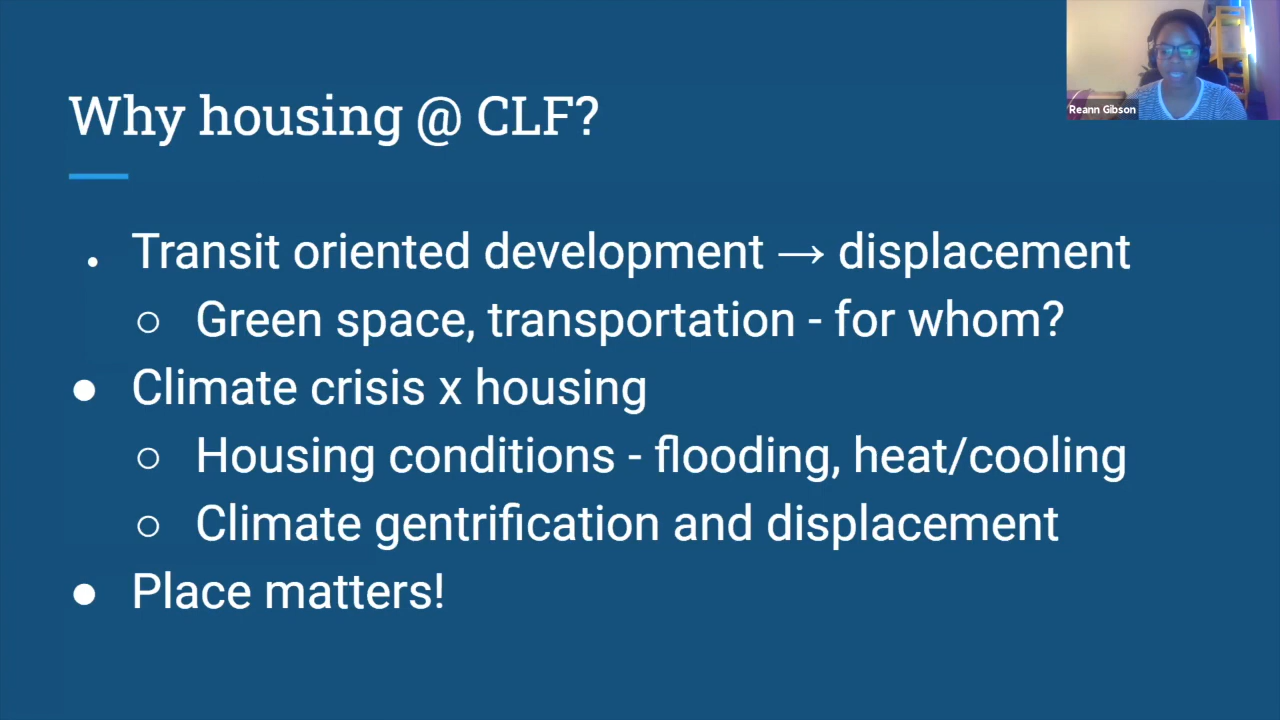 Why housing @ CLF?
Reann Gibson
. Transit oriented development → displacement
○ Green space, transportation - for whom?
● Climate crisis x housing
○ Housing conditions - flooding, heat/cooling
○ Climate gentrification and displacement
● Place matters!